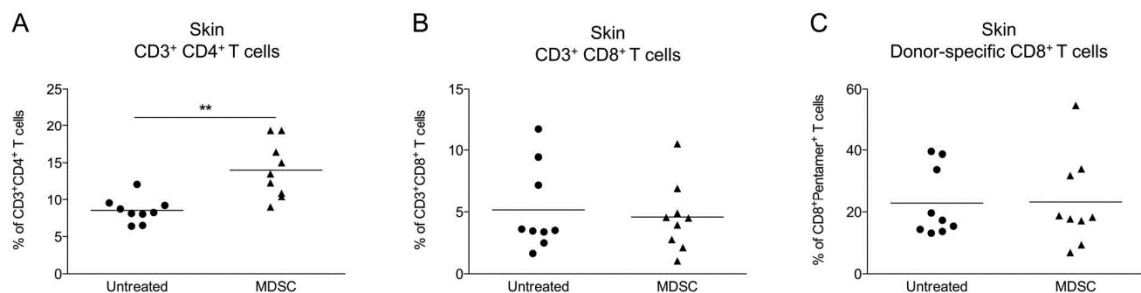 A
Skin
CD3⁺ CD4⁺ T cells
% of CD3⁺CD4⁺ T cells
25
20
15
10
5
0
**
Untreated
MDSC
B
Skin
CD3⁺ CD8⁺ T cells
% of CD3⁺CD8⁺ T cells
15
10
5
0
Untreated
MDSC
C
Skin
Donor-specific CD8⁺ T cells
% of CD8⁺Pentamer⁺ T cells
60
40
20
0
Untreated
MDSC